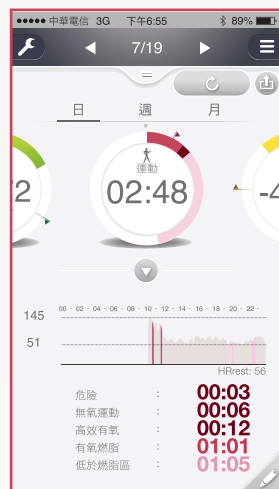 中華電信 3G 下午6:55 89%
7/19
日 週 月
2
運動
02:48
-4
00 - 02 - 04 - 06 - 08 - 10 - 12 - 14 - 16 - 18 - 20 - 22 -
145
51
HRrest: 56
危險 : 00:03
無氧運動 : 00:06
高效有氧 : 00:12
有氧燃脂 : 01:01
低於燃脂區 : 01:05